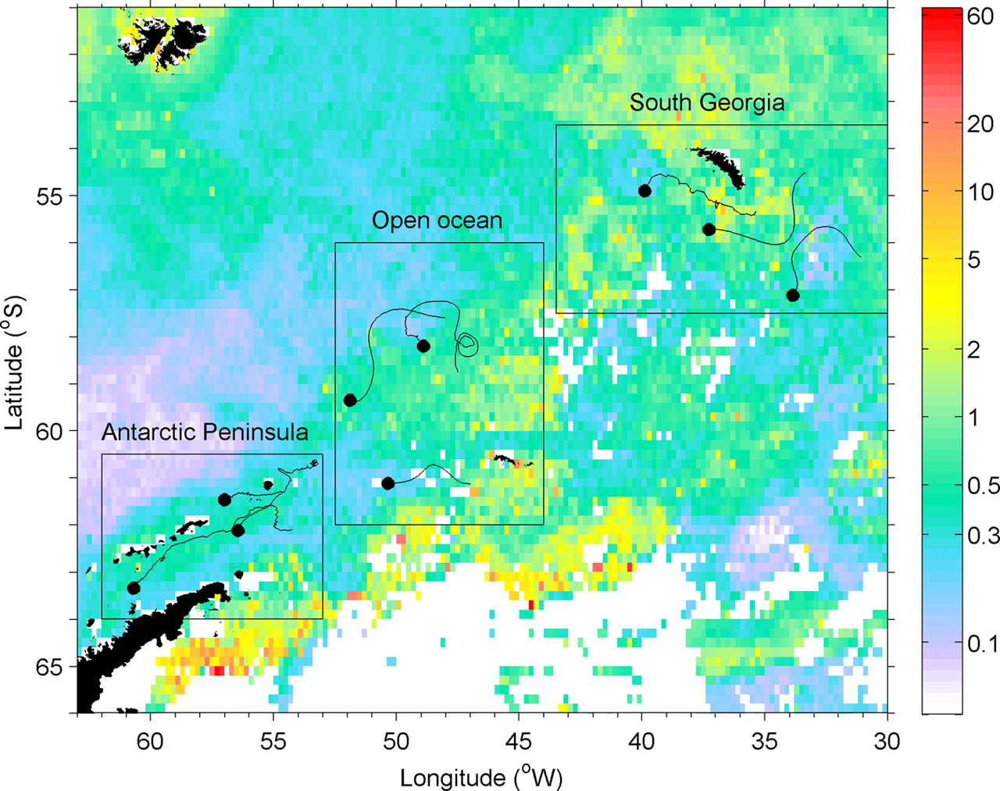 60
South Georgia
20
10
55
Open ocean
5
Latitude (°S)
2
Antarctic Peninsula
60
1
0.5
0.3
0.1
65
60 55 50 45 40 35 30
Longitude (°W)